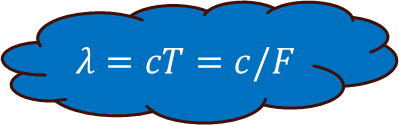 λ = cT = c/F